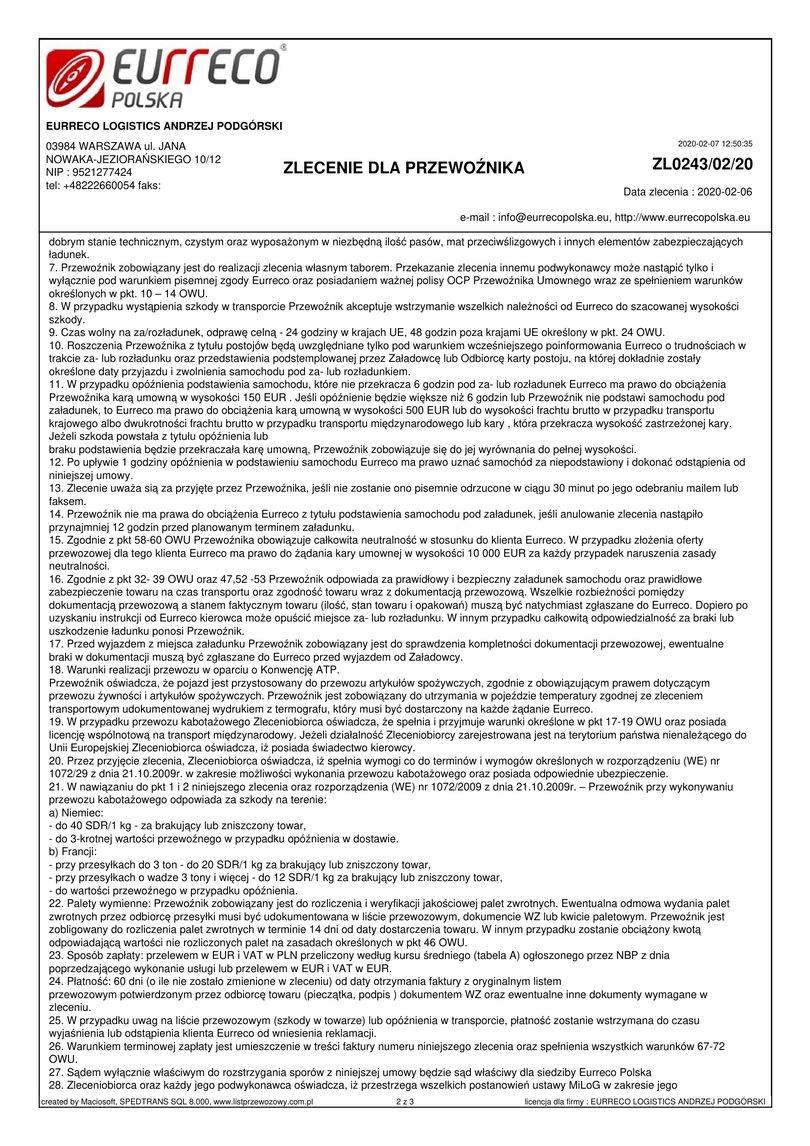 EURRECO®
POLSKA
EURRECO LOGISTICS ANDRZEJ PODGÓRSKI
03984 WARSZAWA ul. JANA
NOWAKA-JEZIORAŃSKIEGO 10/12
NIP : 9521277424
tel: +48222660054 faks:
ZLECENIE DLA PRZEWOŹNIKA
2020-02-07 12:50:35
ZL0243/02/20
Data zlecenia : 2020-02-06
e-mail : info@eurrecopolska.eu, http://www.eurrecopolska.eu
dobrym stanie technicznym, czystym oraz wyposażonym w niezbędną ilość pasów, mat przeciwślizgowych i innych elementów zabezpieczających
ładunek.
7. Przewoźnik zobowiązany jest do realizacji zlecenia własnym taborem. Przekazanie zlecenia innemu podwykonawcy może nastąpić tylko i
wyłącznie pod warunkiem pisemnej zgody Eurreco oraz posiadaniem ważnej polisy OCP Przewoźnika Umownego wraz ze spełnieniem warunków
określonych w pkt. 10 – 14 OWU.
8. W przypadku wystąpienia szkody w transporcie Przewoźnik akceptuje wstrzymanie wszelkich należności od Eurreco do szacowanej wysokości
szkody.
9. Czas wolny na za/rozładunek, odprawę celną - 24 godziny w krajach UE, 48 godzin poza krajami UE określony w pkt. 24 OWU.
10. Roszczenia Przewoźnika z tytułu postojów będą uwzględniane tylko pod warunkiem wcześniejszego poinformowania Eurreco o trudnościach w
trakcie za- lub rozładunku oraz przedstawienia podstemplowanej przez Załadowcę lub Odbiorcę karty postoju, na której dokładnie zostały
określone daty przyjazdu i zwolnienia samochodu pod za- lub rozładunkiem.
11. W przypadku opóźnienia podstawienia samochodu, które nie przekracza 6 godzin pod za- lub rozładunek Eurreco ma prawo do obciążenia
Przewoźnika karą umowną w wysokości 150 EUR . Jeśli opóźnienie będzie większe niż 6 godzin lub Przewoźnik nie podstawi samochodu pod
załadunek, to Eurreco ma prawo do obciążenia karą umowną w wysokości 500 EUR lub do wysokości frachtu brutto w przypadku transportu
krajowego albo dwukrotności frachtu brutto w przypadku transportu międzynarodowego lub kary , która przekracza wysokość zastrzeżonej kary.
Jeżeli szkoda powstała z tytułu opóźnienia lub
braku podstawienia będzie przekraczała karę umowną, Przewoźnik zobowiązuje się do jej wyrównania do pełnej wysokości.
12. Po upływie 1 godziny opóźnienia w podstawieniu samochodu Eurreco ma prawo uznać samochód za niepodstawiony i dokonać odstąpienia od
niniejszej umowy.
13. Zlecenie uważa sią za przyjęte przez Przewoźnika, jeśli nie zostanie ono pisemnie odrzucone w ciągu 30 minut po jego odebraniu mailem lub
faksem.
14. Przewoźnik nie ma prawa do obciążenia Eurreco z tytułu podstawienia samochodu pod załadunek, jeśli anulowanie zlecenia nastąpiło
przynajmniej 12 godzin przed planowanym terminem załadunku.
15. Zgodnie z pkt 58-60 OWU Przewoźnika obowiązuje całkowita neutralność w stosunku do klienta Eurreco. W przypadku złożenia oferty
przewozowej dla tego klienta Eurreco ma prawo do żądania kary umownej w wysokości 10 000 EUR za każdy przypadek naruszenia zasady
neutralności.
16. Zgodnie z pkt 32- 39 OWU oraz 47,52 -53 Przewoźnik odpowiada za prawidłowy i bezpieczny załadunek samochodu oraz prawidłowe
zabezpieczenie towaru na czas transportu oraz zgodność towaru wraz z dokumentacją przewozową. Wszelkie rozbieżności pomiędzy
dokumentacją przewozową a stanem faktycznym towaru (ilość, stan towaru i opakowań) muszą być natychmiast zgłaszane do Eurreco. Dopiero po
uzyskaniu instrukcji od Eurreco kierowca może opuścić miejsce za- lub rozładunku. W innym przypadku całkowitą odpowiedzialność za braki lub
uszkodzenie ładunku ponosi Przewoźnik.
17. Przed wyjazdem z miejsca załadunku Przewoźnik zobowiązany jest do sprawdzenia kompletności dokumentacji przewozowej, ewentualne
braki w dokumentacji muszą być zgłaszane do Eurreco przed wyjazdem od Załadowcy.
18. Warunki realizacji przewozu w oparciu o Konwencję ATP.
Przewoźnik oświadcza, że pojazd jest przystosowany do przewozu artykułów spożywczych, zgodnie z obowiązującym prawem dotyczącym
przewozu żywności i artykułów spożywczych. Przewoźnik jest zobowiązany do utrzymania w pojeździe temperatury zgodnej ze zleceniem
transportowym udokumentowanej wydrukiem z termografu, który musi być dostarczony na każde żądanie Eurreco.
19. W przypadku przewozu kabotażowego Zleceniobiorca oświadcza, że spełnia i przyjmuje warunki określone w pkt 17-19 OWU oraz posiada
licencję wspólnotową na transport międzynarodowy. Jeżeli działalność Zleceniobiorcy zarejestrowana jest na terytorium państwa nienależącego do
Unii Europejskiej Zleceniobiorca oświadcza, iż posiada świadectwo kierowcy.
20. Przez przyjęcie zlecenia, Zleceniobiorca oświadcza, iż spełnia wymogi co do terminów i wymogów określonych w rozporządzeniu (WE) nr
1072/29 z dnia 21.10.2009r. w zakresie możliwości wykonania przewozu kabotażowego oraz posiada odpowiednie ubezpieczenie.
21. W nawiązaniu do pkt 1 i 2 niniejszego zlecenia oraz rozporządzenia (WE) nr 1072/2009 z dnia 21.10.2009r. – Przewoźnik przy wykonywaniu
przewozu kabotażowego odpowiada za szkody na terenie:
a) Niemiec:
- do 40 SDR/1 kg - za brakujący lub zniszczony towar,
- do 3-krotnej wartości przewoźnego w przypadku opóźnienia w dostawie.
b) Francji:
- przy przesyłkach do 3 ton - do 20 SDR/1 kg za brakujący lub zniszczony towar,
- przy przesyłkach o wadze 3 tony i więcej - do 12 SDR/1 kg za brakujący lub zniszczony towar,
- do wartości przewoźnego w przypadku opóźnienia.
22. Palety wymienne: Przewoźnik zobowiązany jest do rozliczenia i weryfikacji jakościowej palet zwrotnych. Ewentualna odmowa wydania palet
zwrotnych przez odbiorcę przesyłki musi być udokumentowana w liście przewozowym, dokumencie WZ lub kwicie paletowym. Przewoźnik jest
zobligowany do rozliczenia palet zwrotnych w terminie 14 dni od daty dostarczenia towaru. W innym przypadku zostanie obciążony kwotą
odpowiadającą wartości nie rozliczonych palet na zasadach określonych w pkt 46 OWU.
23. Sposób zapłaty: przelewem w EUR i VAT w PLN przeliczony według kursu średniego (tabela A) ogłoszonego przez NBP z dnia
poprzedzającego wykonanie usługi lub przelewem w EUR i VAT w EUR.
24. Płatność: 60 dni (o ile nie zostało zmienione w zleceniu) od daty otrzymania faktury z oryginalnym listem
przewozowym potwierdzonym przez odbiorcę towaru (pieczątka, podpis ) dokumentem WZ oraz ewentualne inne dokumenty wymagane w
zleceniu.
25. W przypadku uwag na liście przewozowym (szkody w towarze) lub opóźnienia w transporcie, płatność zostanie wstrzymana do czasu
wyjaśnienia lub odstąpienia klienta Eurreco od wniesienia reklamacji.
26. Warunkiem terminowej zapłaty jest umieszczenie w treści faktury numeru niniejszego zlecenia oraz spełnienia wszystkich warunków 67-72
OWU.
27. Sądem wyłącznie właściwym do rozstrzygania sporów z niniejszej umowy będzie sąd właściwy dla siedziby Eurreco Polska
28. Zleceniobiorca oraz każdy jego podwykonawca oświadcza, iż przestrzega wszelkich postanowień ustawy MiLoG w zakresie jego
created by Maciosoft, SPEDTRANS SQL 8.000, www.listprzewozowy.com.pl
2 z 3
licencja dla firmy : EURRECO LOGISTICS ANDRZEJ PODGÓRSKI